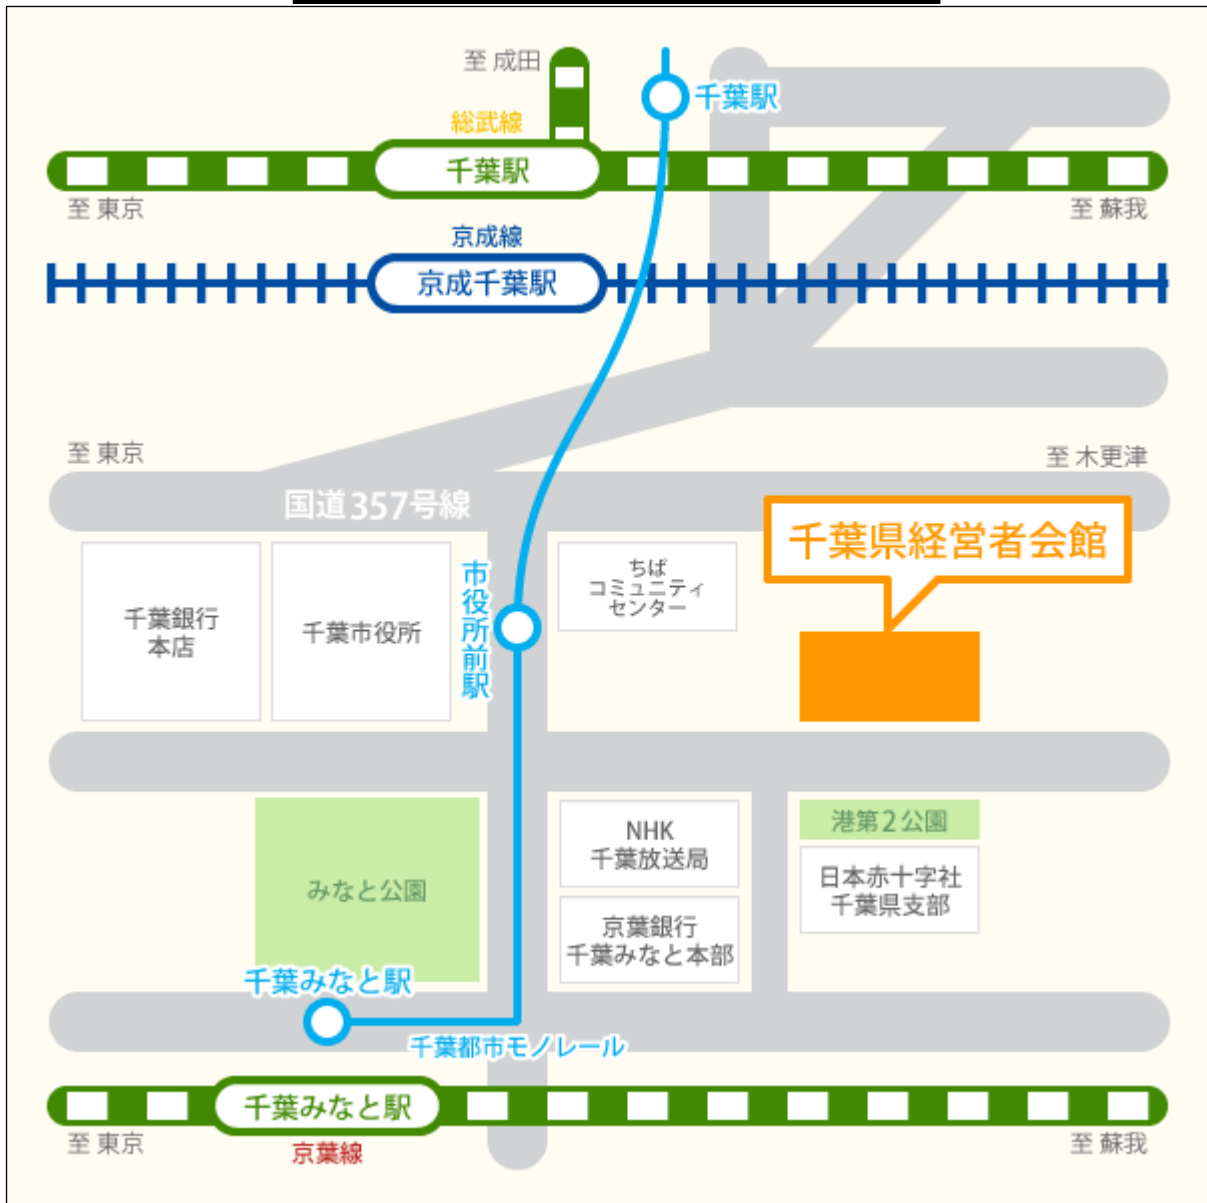 至 成田
千葉駅
総武線
千葉駅
至 東京
至 蘇我
京成線
京成千葉駅
至 東京
至 木更津
国道357号線
千葉県経営者会館
千葉銀行
本店
千葉市役所
市役所前駅
ちば
コミュニティ
センター
みなと公園
NHK
千葉放送局
京葉銀行
千葉みなと本部
港第2公園
日本赤十字社
千葉県支部
千葉みなと駅
千葉都市モノレール
千葉みなと駅
至 東京
京葉線
至 蘇我